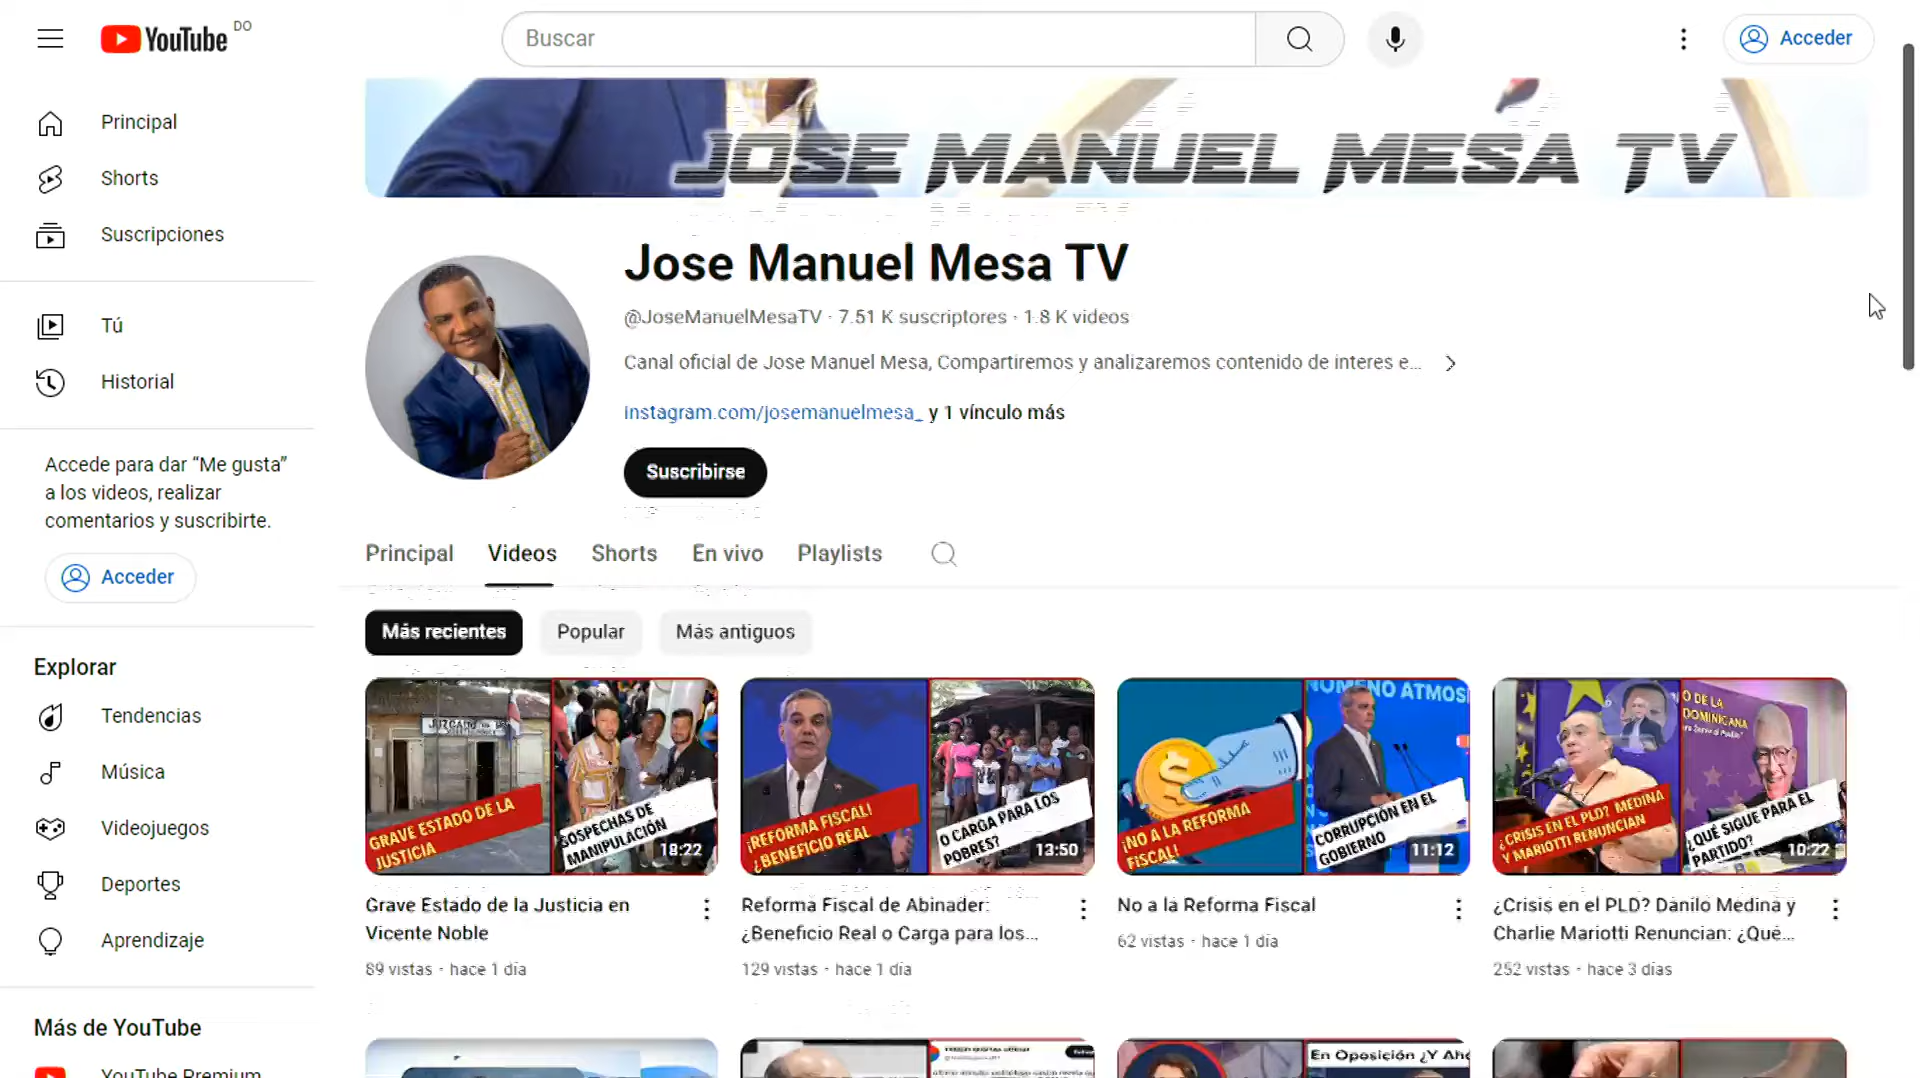 YouTube DO
Buscar
Acceder
Principal
Shorts
Suscripciones
Tú
Historial
Accede para dar “Me gusta”
a los videos, realizar
comentarios y suscribirte.
Acceder
Explorar
Tendencias
Música
Videojuegos
Deportes
Aprendizaje
Más de YouTube
YouTube Premium
JOSE MANUEL MESA TV
Jose Manuel Mesa TV
@JoseManuelMesaTV · 7.51 K suscriptores · 1.8 K videos
Canal oficial de Jose Manuel Mesa, Compartiremos y analizaremos contenido de interes e...
instagram.com/josemanuelmesa_ y 1 vínculo más
Suscribirse
Principal Videos Shorts En vivo Playlists
Más recientes Popular Más antiguos
GRAVE ESTADO DE LA
JUSTICIA
SOSPECHAS DE
MANIPULACIÓN
18:22
Grave Estado de la Justicia en
Vicente Noble
89 vistas · hace 1 día
¡REFORMA FISCAL!
¿BENEFICIO REAL
O CARGA PARA LOS
POBRES?
13:50
Reforma Fiscal de Abinader:
¿Beneficio Real o Carga para los...
129 vistas · hace 1 día
¡NO A LA REFORMA
FISCAL!
CORRUPCIÓN EN EL
GOBIERNO
11:12
No a la Reforma Fiscal
62 vistas · hace 1 día
O DE LA
DOMINICANA
¿CRISIS EN EL PLD? MEDINA
Y MARIOTTI RENUNCIAN
¿QUÉ SIGUE PARA EL
PARTIDO?
10:22
¿Crisis en el PLD? Danilo Medina y
Charlie Mariotti Renuncian: ¿Qué...
252 vistas · hace 3 días
En Oposición ¿Y Aho